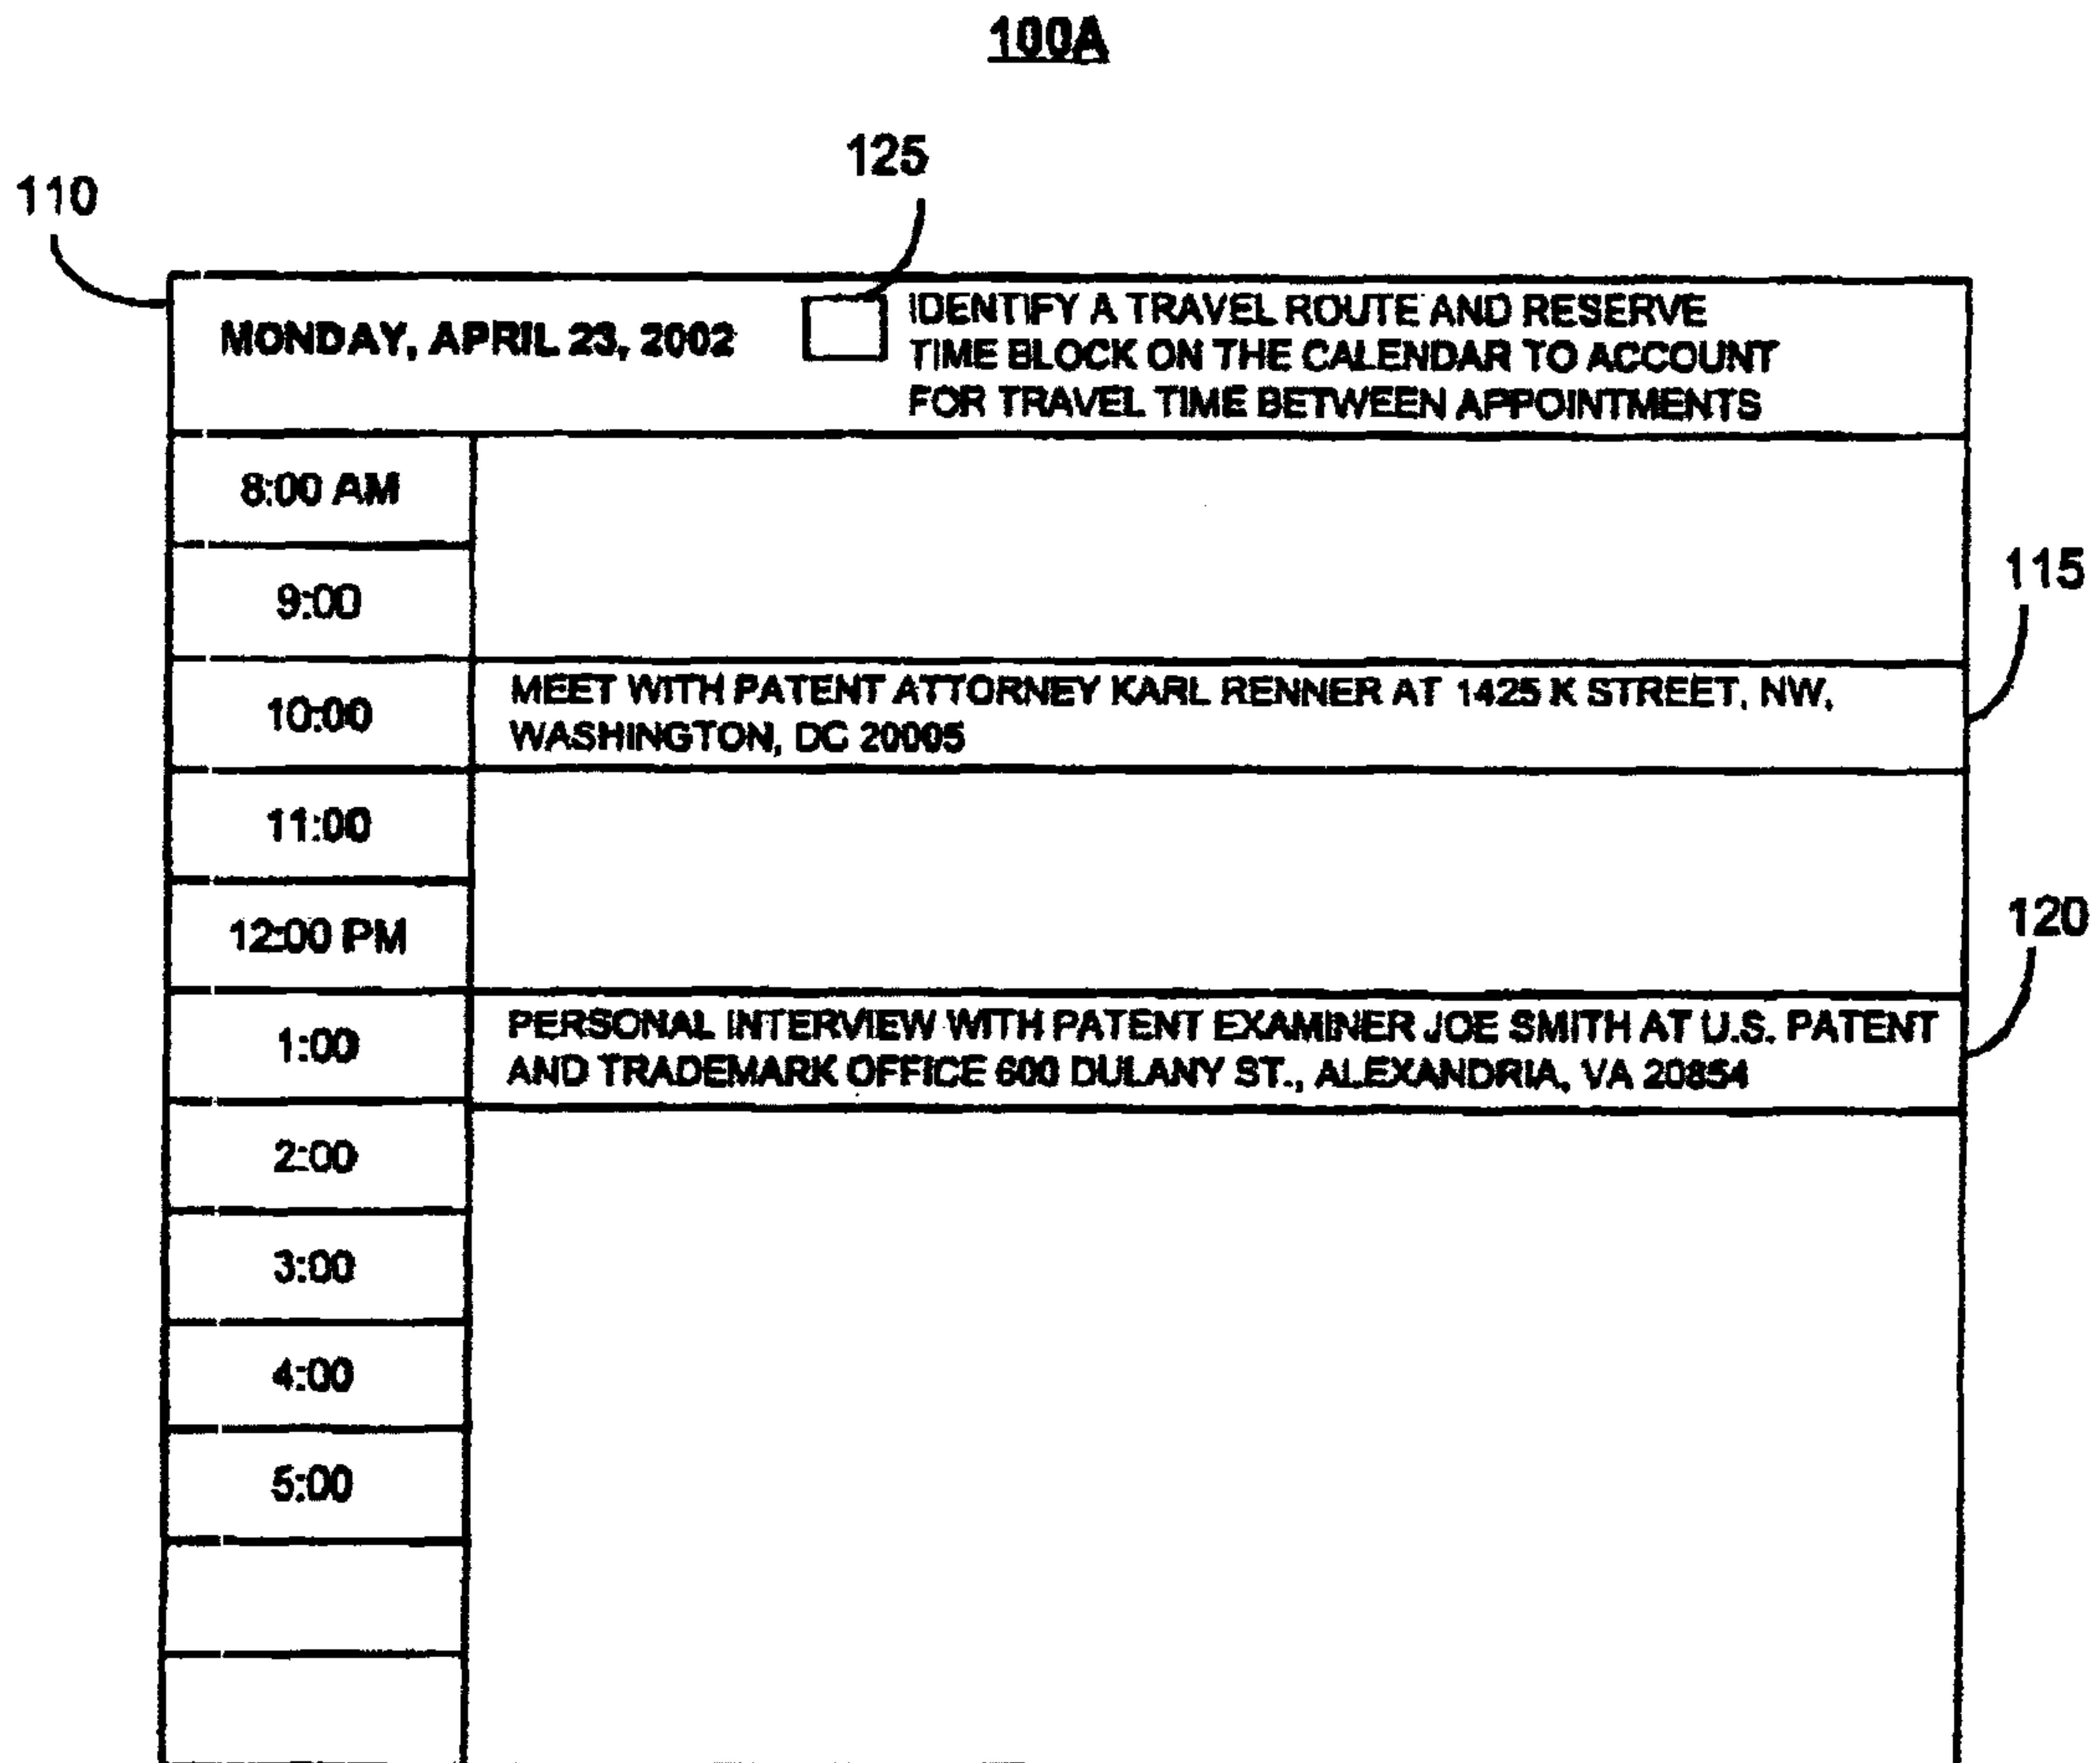 100A
125
110
MONDAY, APRIL 23, 2002
IDENTIFY A TRAVEL ROUTE AND RESERVE
TIME BLOCK ON THE CALENDAR TO ACCOUNT
FOR TRAVEL TIME BETWEEN APPOINTMENTS
8:00 AM
9:00
115
10:00
MEET WITH PATENT ATTORNEY KARL RENNER AT 1425 K STREET, NW,
WASHINGTON, DC 20005
11:00
12:00 PM
120
1:00
PERSONAL INTERVIEW WITH PATENT EXAMINER JOE SMITH AT U.S. PATENT
AND TRADEMARK OFFICE 600 DULANY ST., ALEXANDRIA, VA 20854
2:00
3:00
4:00
5:00